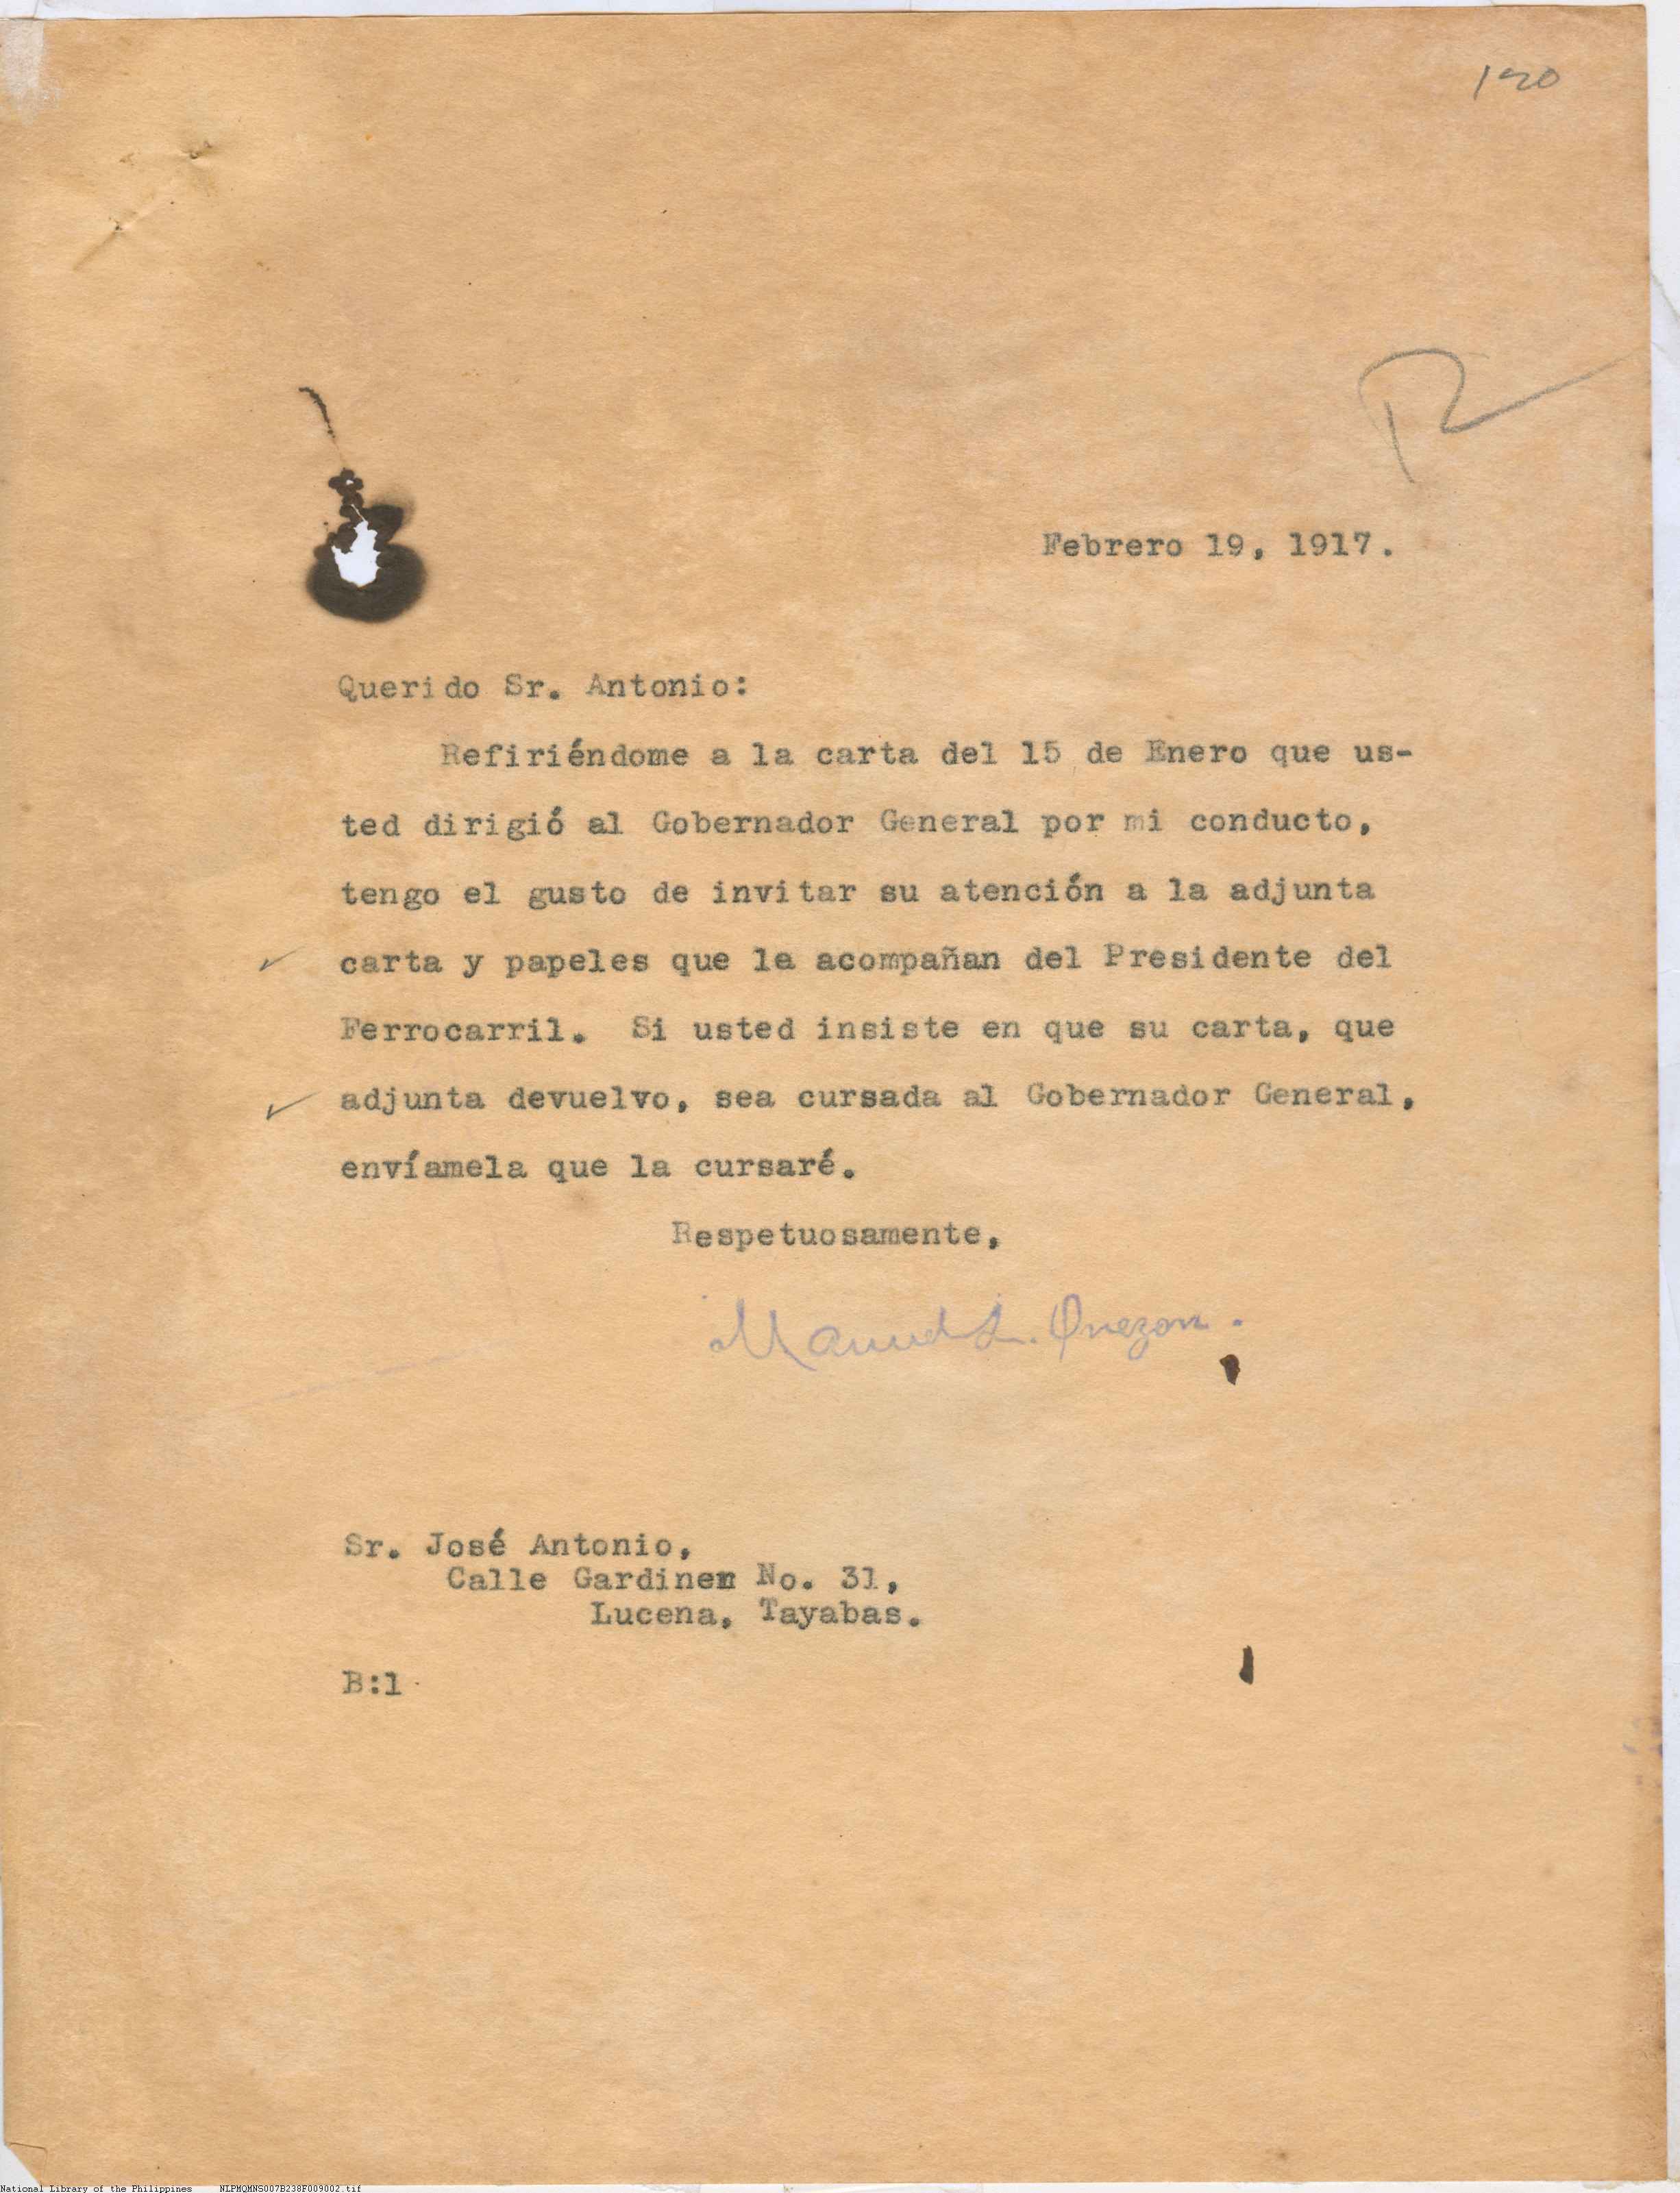 120
R
Febrero 19, 1917.
Querido Sr. Antonio:
Refiriéndome a la carta del 15 de Enero que us-
ted dirigió al Gobernador General por mi conducto,
tengo el gusto de invitar su atención a la adjunta
carta y papeles que la acompañan del Presidente del
Ferrocarril. Si usted insiste en que su carta, que
adjunta devuelvo, sea cursada al Gobernador General,
envíamela que la cursaré.
Respetuosamente,
Manuel L. Quezon.
Sr. José Antonio,
Calle Gardiner No. 31,
Lucena, Tayabas.
B:l
National Library of the Philippines NLPMQMNS007B238F009002.tif